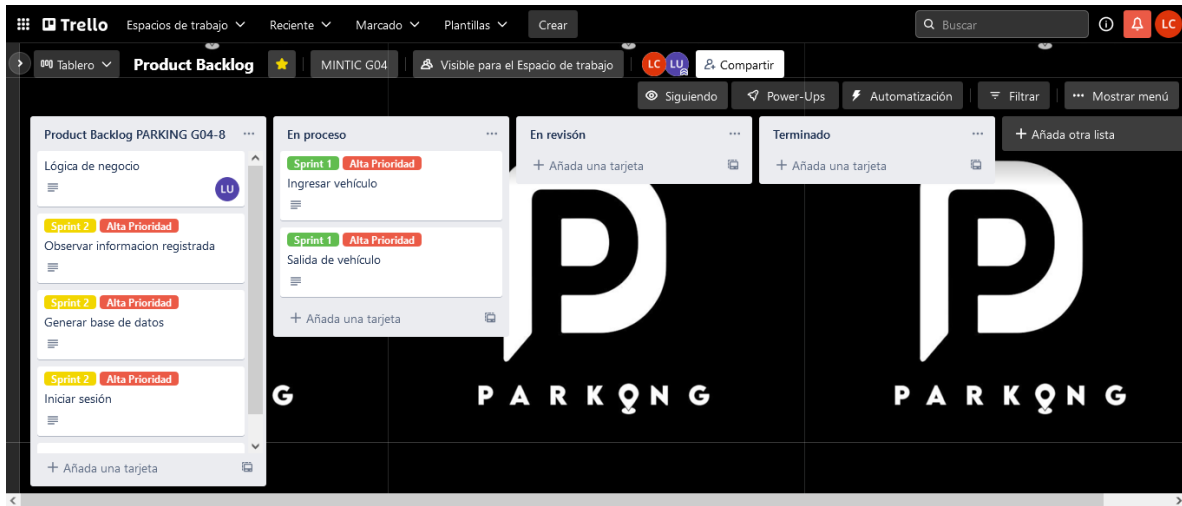 Trello Espacios de trabajo Reciente Marcado Plantillas Crear Buscar LC
Tablero Product Backlog MINTIC G04 Visible para el Espacio de trabajo LC LU Compartir
Siguiendo Power-Ups Automatización Filtrar Mostrar menú
Product Backlog PARKING G04-8
Lógica de negocio
LU
Sprint 2 Alta Prioridad
Observar informacion registrada
Sprint 2 Alta Prioridad
Generar base de datos
Sprint 2 Alta Prioridad
Iniciar sesión
+ Añada una tarjeta
En proceso
Sprint 1 Alta Prioridad
Ingresar vehículo
Sprint 1 Alta Prioridad
Salida de vehículo
+ Añada una tarjeta
En revisón
+ Añada una tarjeta
Terminado
+ Añada una tarjeta
+ Añada otra lista
G
P
PARKONG
P
PARKONG